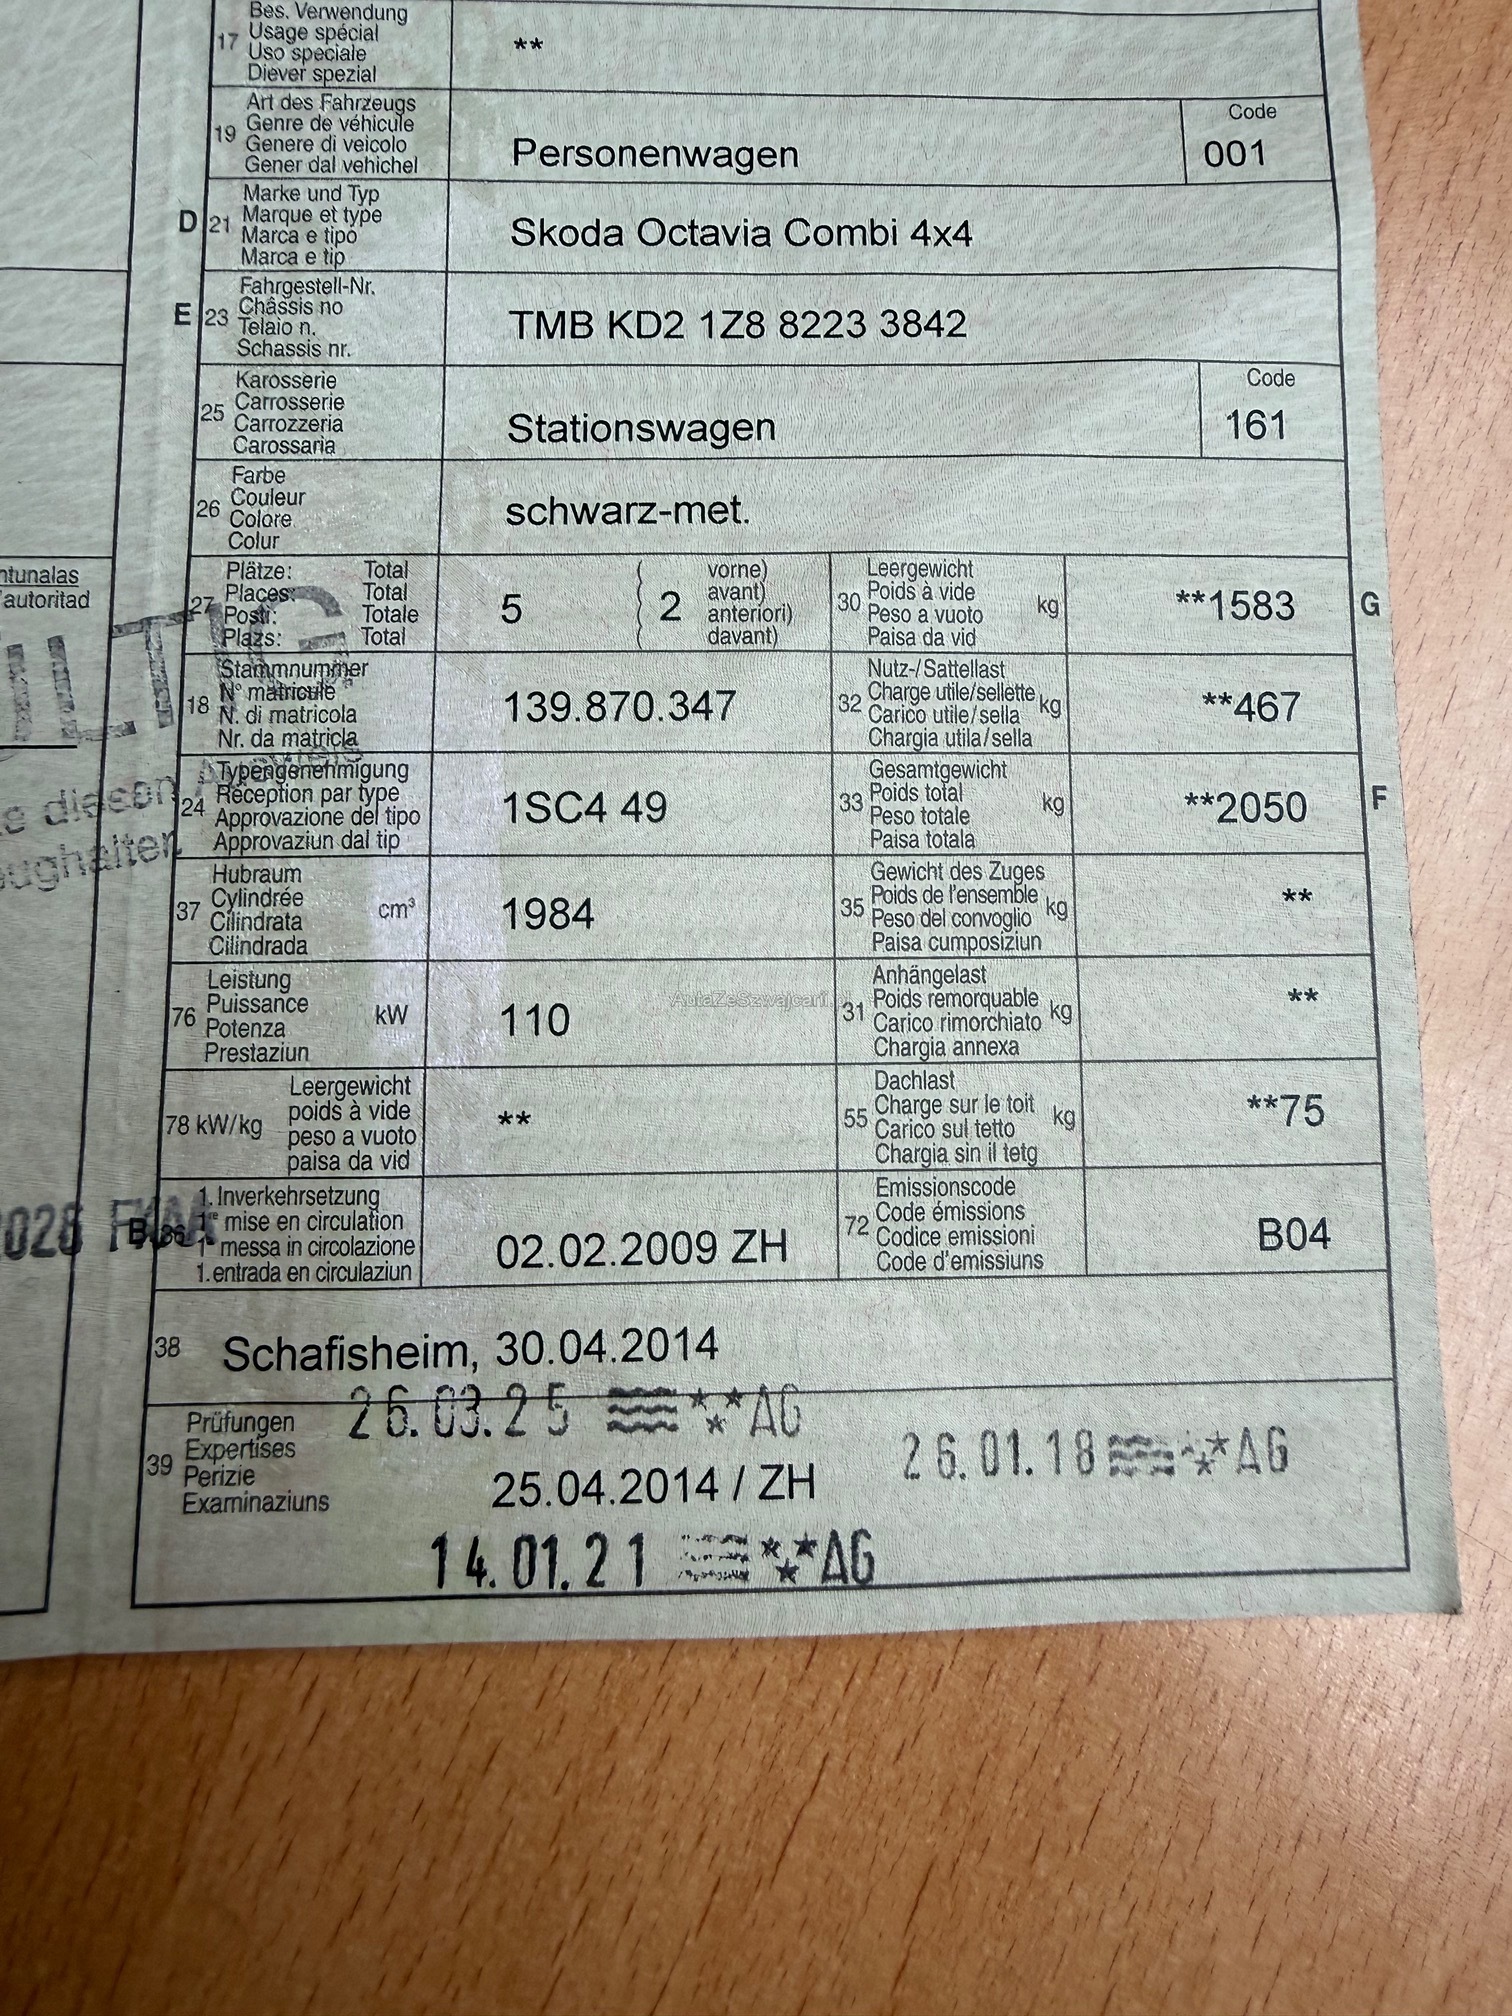 Bes. Verwendung
17 Usage spécial
Uso speciale
Diever spezial
**
Art des Fahrzeugs
19 Genre de véhicule
Genere di veicolo
Gener dal vehichel
Personenwagen
Code
001
Marke und Typ
D 21 Marque et type
Marca e tipo
Marca e tip
Skoda Octavia Combi 4x4
Fahrgestell-Nr.
E 23 Châssis no
Telaio n.
Schassis nr.
TMB KD2 1Z8 8223 3842
Karosserie
25 Carrosserie
Carrozzeria
Carossaria
Stationswagen
Code
161
Farbe
26 Couleur
Colore
Colur
schwarz-met.
ntunalas
'autoritad
Plätze: Total
27 Places: Total
Posti: Totale
Plazs: Total
5
( 2 vorne)
avant)
anteriori)
davant)
Leergewicht
30 Poids à vide kg
Peso a vuoto
Paisa da vid
**1583 G
Stammnummer
18 N° matricule
N. di matricola
Nr. da matricla
139.870.347
Nutz-/Sattellast
32 Charge utile/sellette kg
Carico utile/sella
Chargia utila/sella
**467
Typengenehmigung
24 Réception par type
Approvazione del tipo
Approvaziun dal tip
1SC4 49
Gesamtgewicht
33 Poids total kg
Peso totale
Paisa totala
**2050 F
ILTIG
e diesen
eughalter
Hubraum
37 Cylindrée cm³
Cilindrata
Cilindrada
1984
Gewicht des Zuges
35 Poids de l'ensemble kg
Peso del convoglio
Paisa cumposiziun
**
Leistung
76 Puissance kW
Potenza
Prestaziun
110
AutaZeSzwajcarii
Anhängelast
31 Poids remorquable kg
Carico rimorchiato
Chargia annexa
**
Leergewicht
78 kW/kg poids à vide
peso a vuoto
paisa da vid
**
Dachlast
55 Charge sur le toit kg
Carico sul tetto
Chargia sin il tetg
**75
1. Inverkehrsetzung
B 36 1re mise en circulation
1a messa in circolazione
1. entrada en circulaziun
02.02.2009 ZH
Emissionscode
72 Code émissions
Codice emissioni
Code d'emissiuns
B04
38 Schafisheim, 30.04.2014
26.03.25 AG
Prüfungen
39 Expertises
Perizie
Examinaziuns
25.04.2014 / ZH
26.01.18 AG
14.01.21 AG